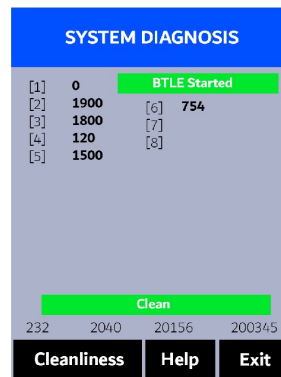 SYSTEM DIAGNOSIS
[1] 0 BTLE Started
[2] 1900 [6] 754
[3] 1800 [7]
[4] 120 [8]
[5] 1500
Clean
232 2040 20156 200345
Cleanliness Help Exit